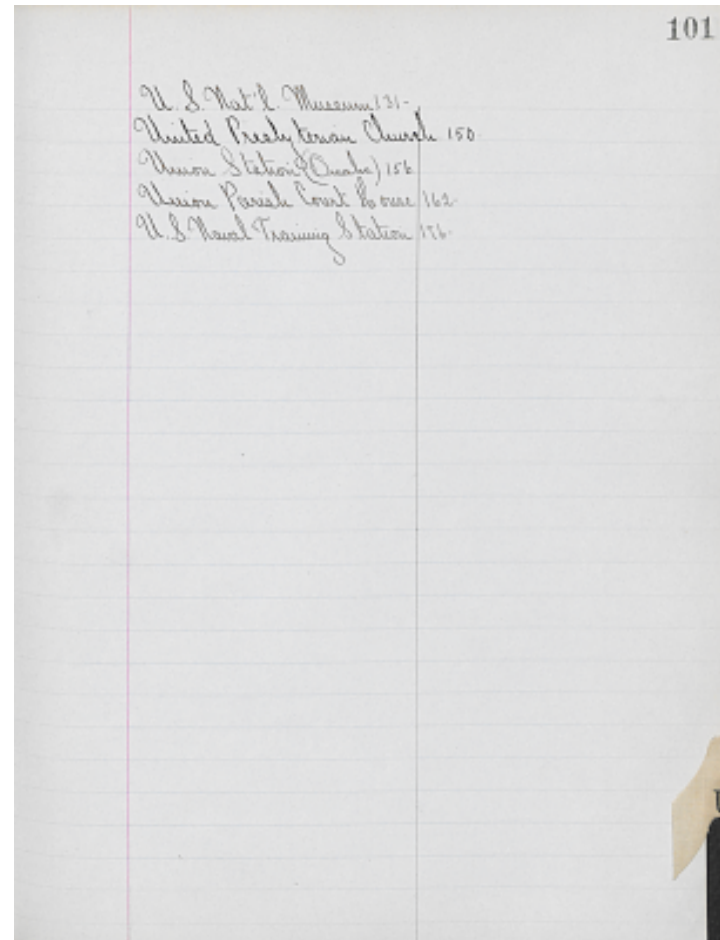 101
U. S. Nat'l. Museum 131-
United Presbyterian Church 150.
Union Station (Omaha) 156
Union Parish Court House 162-
U. S. Naval Training Station